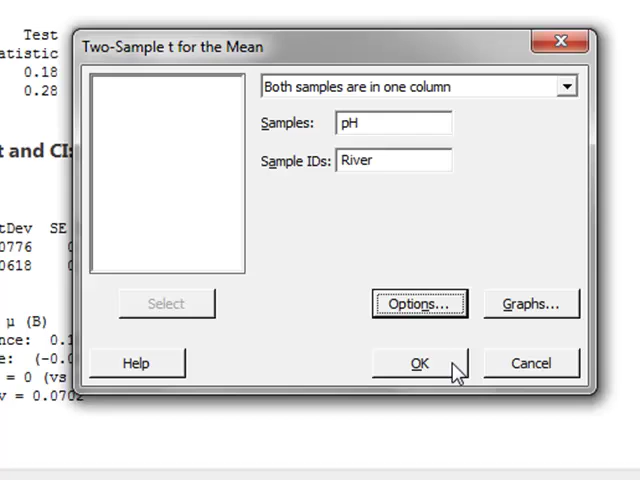 Test
atistic
0.18
0.28
Two-Sample t for the Mean
Both samples are in one column
Samples: pH
Sample IDs: River
t and CI:
tDev SE
0776
0618
Select
Options...
Graphs...
µ (B)
nce: 0.1
e: (-0.0
Help
OK
Cancel
= 0 (vs
v = 0.0702